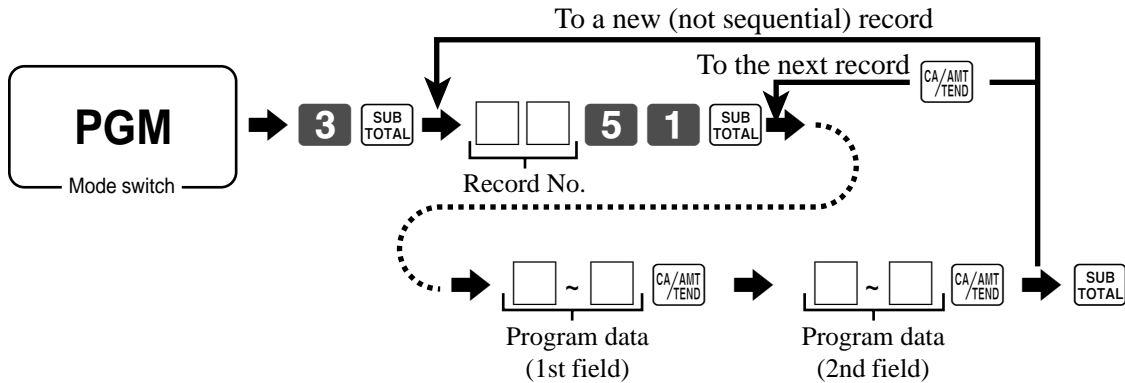 To a new (not sequential) record
To the next record
CA/AMT
/TEND
PGM
Mode switch
3
SUB
TOTAL
5 1
SUB
TOTAL
Record No.
~
CA/AMT
/TEND
~
CA/AMT
/TEND
SUB
TOTAL
Program data
(1st field)
Program data
(2nd field)